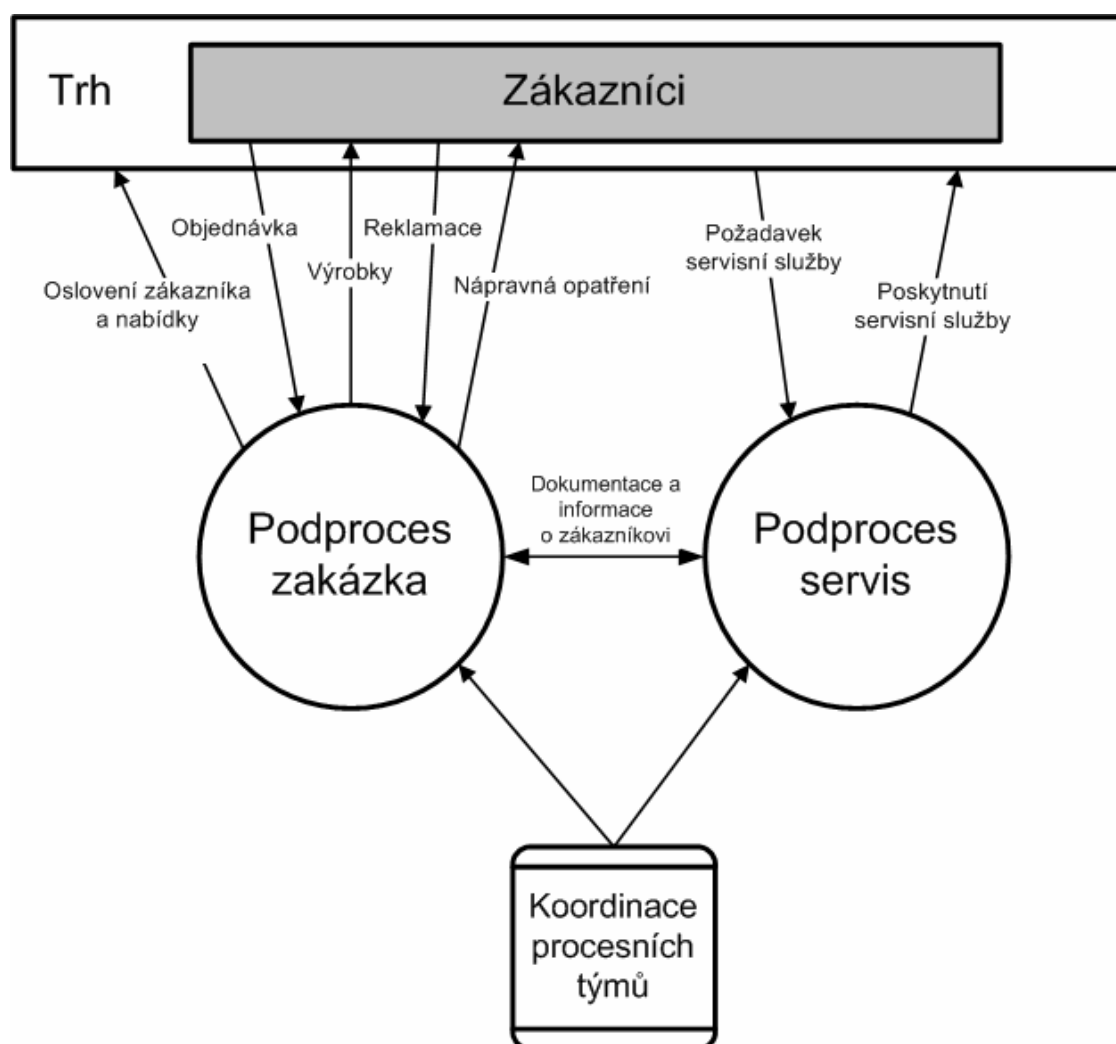 Trh
Zákazníci
Objednávka
Reklamace
Výrobky
Nápravná opatření
Oslovení zákazníka
a nabídky
Požadavek
servisní služby
Poskytnutí
servisní služby
Dokumentace a
informace
o zákazníkovi
Podproces
zakázka
Podproces
servis
Koordinace
procesních
týmů